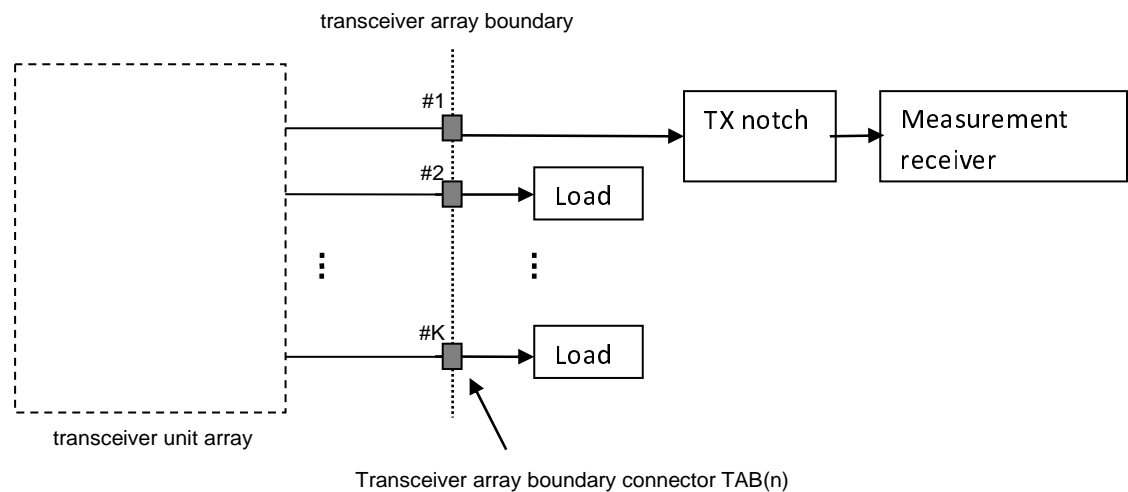 transceiver array boundary
#1
TX notch
Measurement
receiver
#2
Load
#K
Load
transceiver unit array
Transceiver array boundary connector TAB(n)